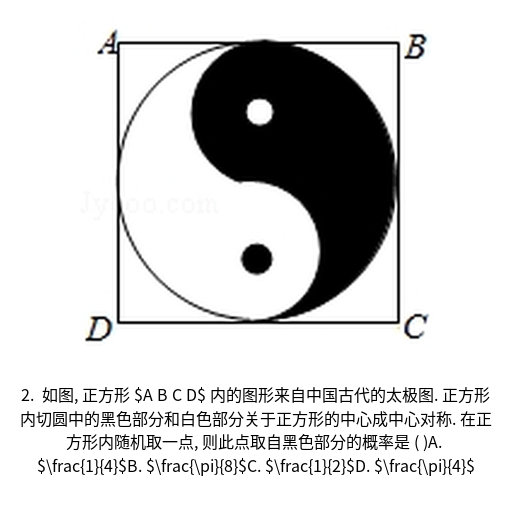 A
B
Jyeoo.com
D
C
2. 如图, 正方形 $A B C D$ 内的图形来自中国古代的太极图. 正方形
内切圆中的黑色部分和白色部分关于正方形的中心成中心对称. 在正
方形内随机取一点, 则此点取自黑色部分的概率是 ( )A.
$\frac{1}{4}$B. $\frac{\pi}{8}$C. $\frac{1}{2}$D. $\frac{\pi}{4}$